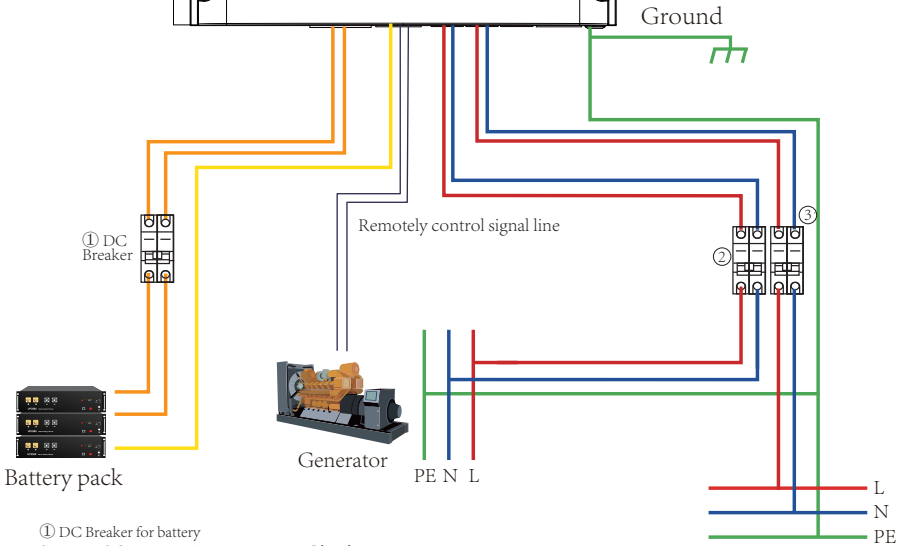 Ground
Remotely control signal line
③
① DC
Breaker
②
Generator
Battery pack
PE N L
L
N
PE
① DC Breaker for battery